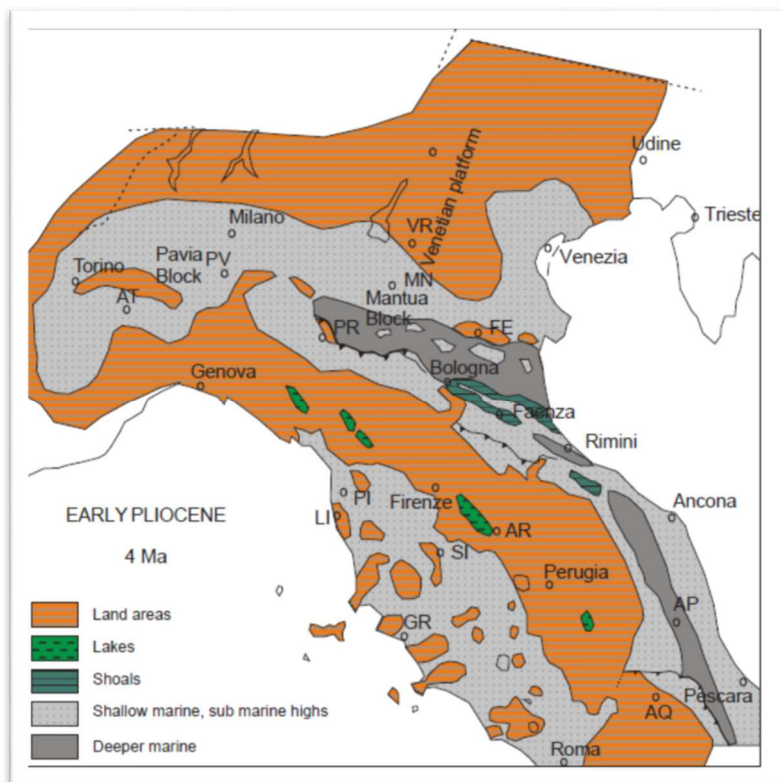 Udine
Venetian platform
Trieste
Milano
VR
Venezia
Pavia
Block
PV
Torino
MN
Mantua
Block
AT
PR
FE
Bologna
Genova
Faenza
Rimini
PI
Firenze
Ancona
LI
AR
SI
EARLY PLIOCENE
4 Ma
Perugia
AP
GR
Pescara
AQ
Roma
Land areas
Lakes
Shoals
Shallow marine, sub marine highs
Deeper marine